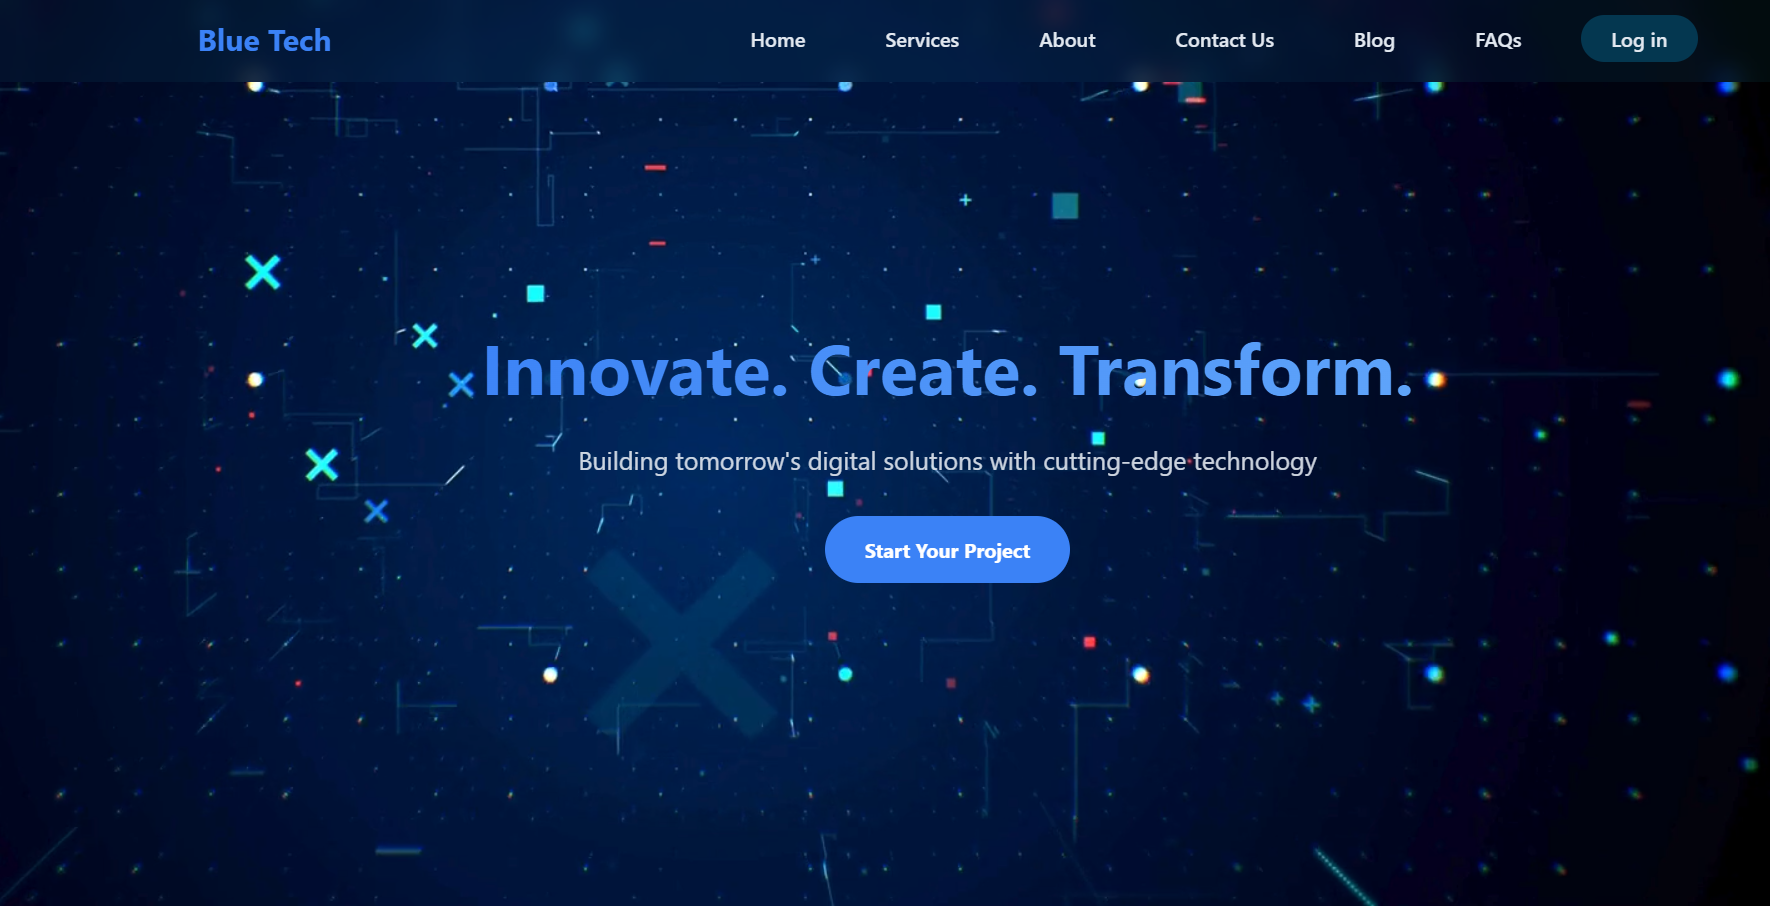 Blue Tech
Home Services About Contact Us Blog FAQs Log in
Innovate. Create. Transform.
Building tomorrow's digital solutions with cutting-edge technology
Start Your Project